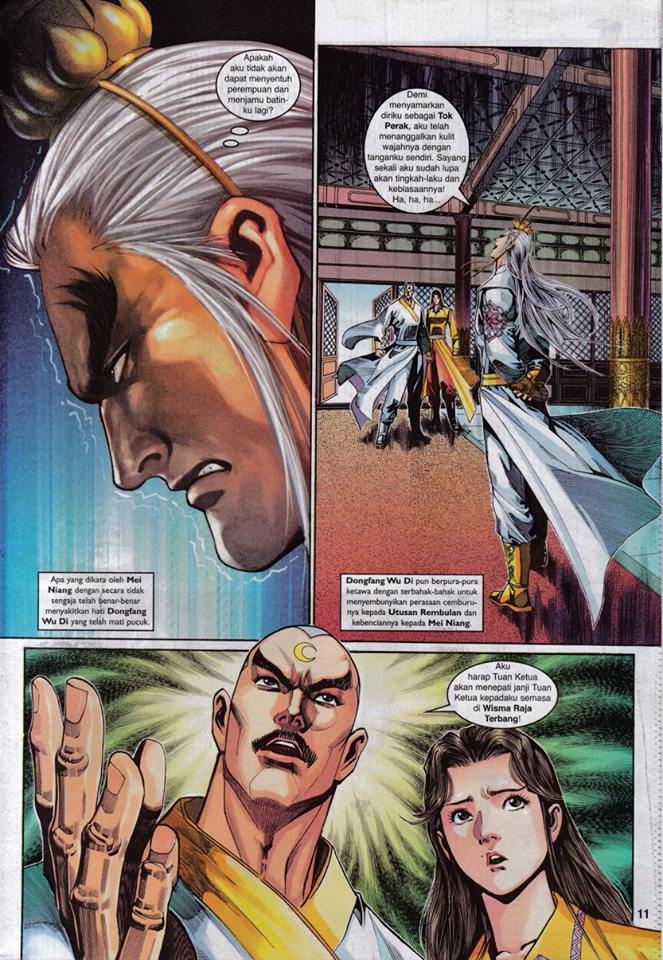 Apakah
aku tidak akan
dapat menyentuh
perempuan dan
menjamu batin-
ku lagi?
Demi
menyamarkan
diriku sebagai Tok
Perak, aku telah
menanggalkan kulit
wajahnya dengan
tanganku sendiri. Sayang
sekali aku sudah lupa
akan tingkah-laku dan
kebiasaannya!
Ha, ha, ha...
Apa yang dikata oleh Mei
Niang dengan secara tidak
sengaja telah benar-benar
menyakitkan hati Dongfang
Wu Di yang telah mati pucuk.
Dongfang Wu Di pun berpura-pura
ketawa dengan terbahak-bahak untuk
menyembunyikan perasaan cemburu-
nya kepada Utusan Rembulan dan
kebenciannya kepada Mei Niang.
Aku
harap Tuan Ketua
akan menepati janji Tuan
Ketua kepadaku semasa
di Wisma Raja
Terbang!
11